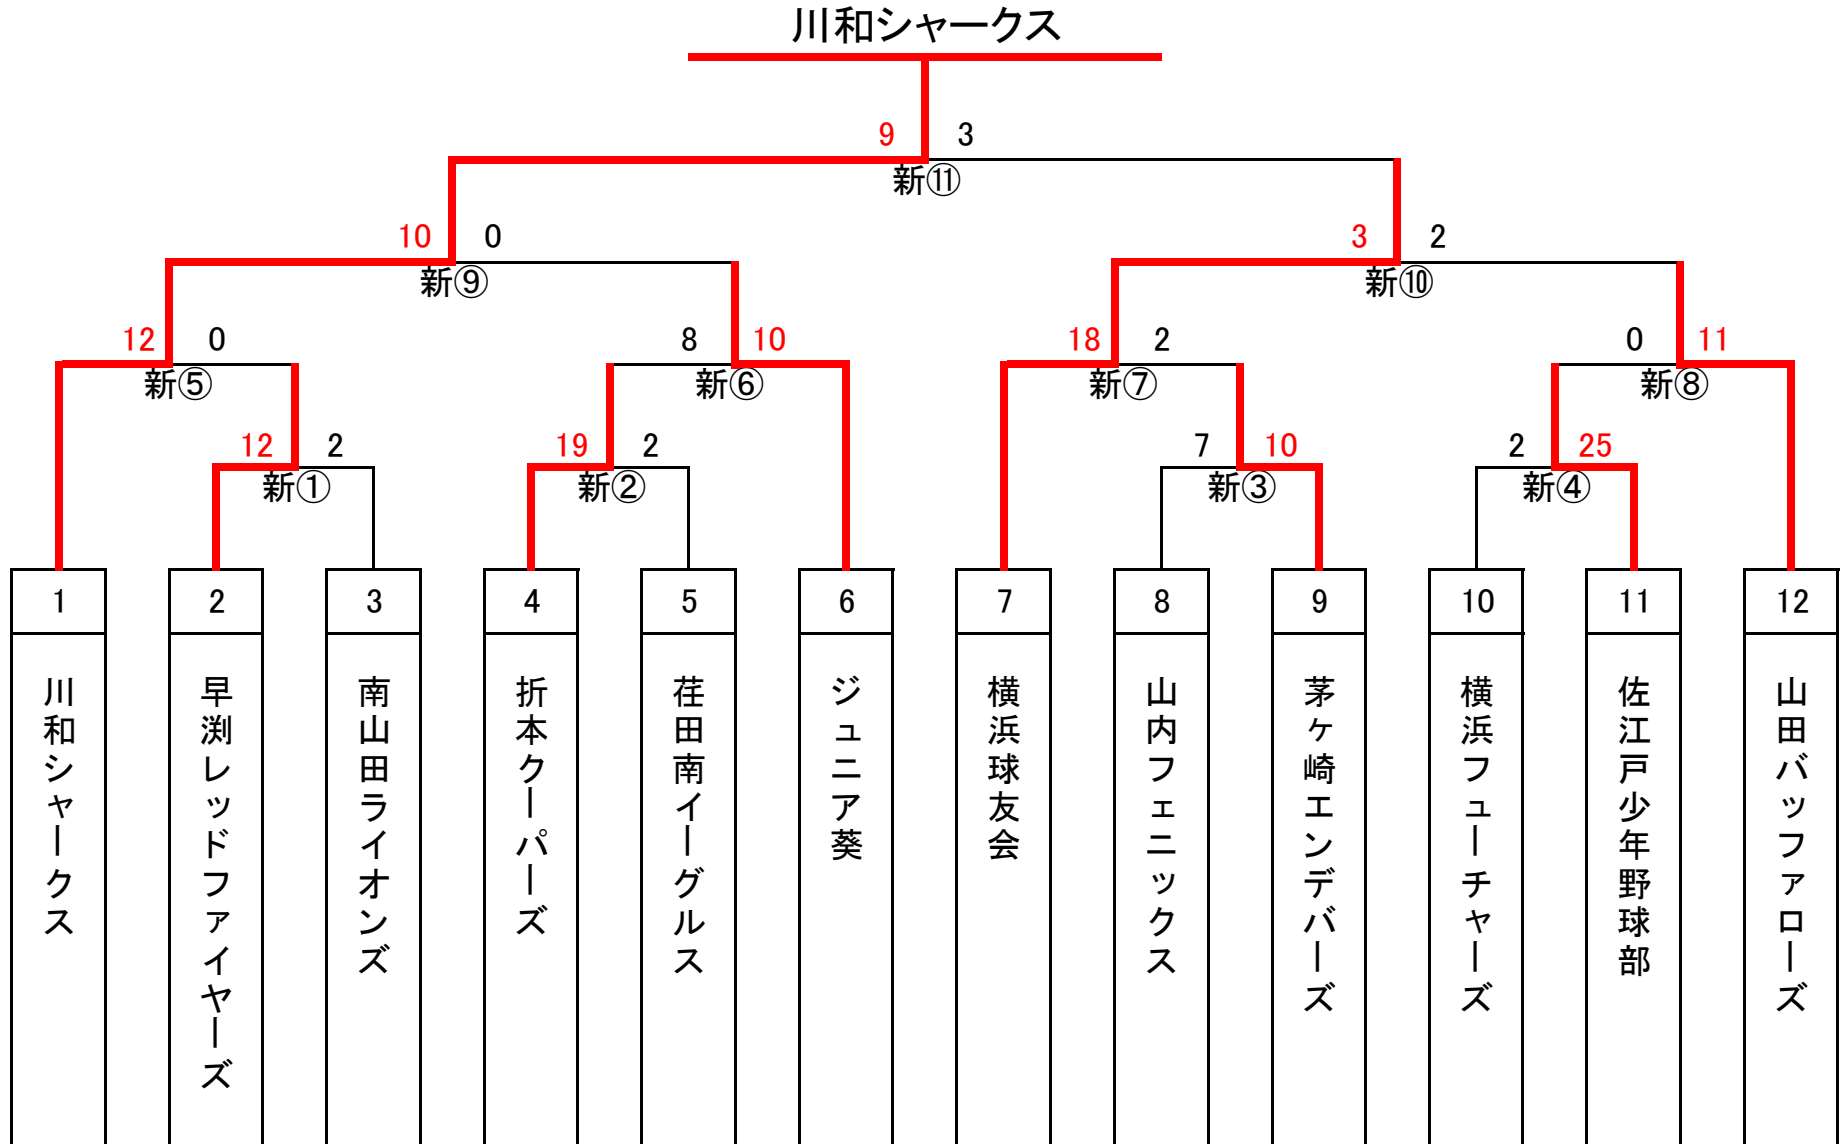 川和シャークス
9 3
新⑪
10 0 3 2
新⑨ 新⑩
12 0 8 10 18 2 0 11
新⑤ 新⑥ 新⑦ 新⑧
12 2 19 2 7 10 2 25
新① 新② 新③ 新④
1 2 3 4 5 6 7 8 9 10 11 12
川和シャークス
早渕レッドファイヤーズ
南山田ライオンズ
折本クーパーズ
荏田南イーグルス
ジュニア葵
横浜球友会
山内フェニックス
茅ヶ崎エンデバーズ
横浜フューチャーズ
佐江戸少年野球部
山田バッファローズ